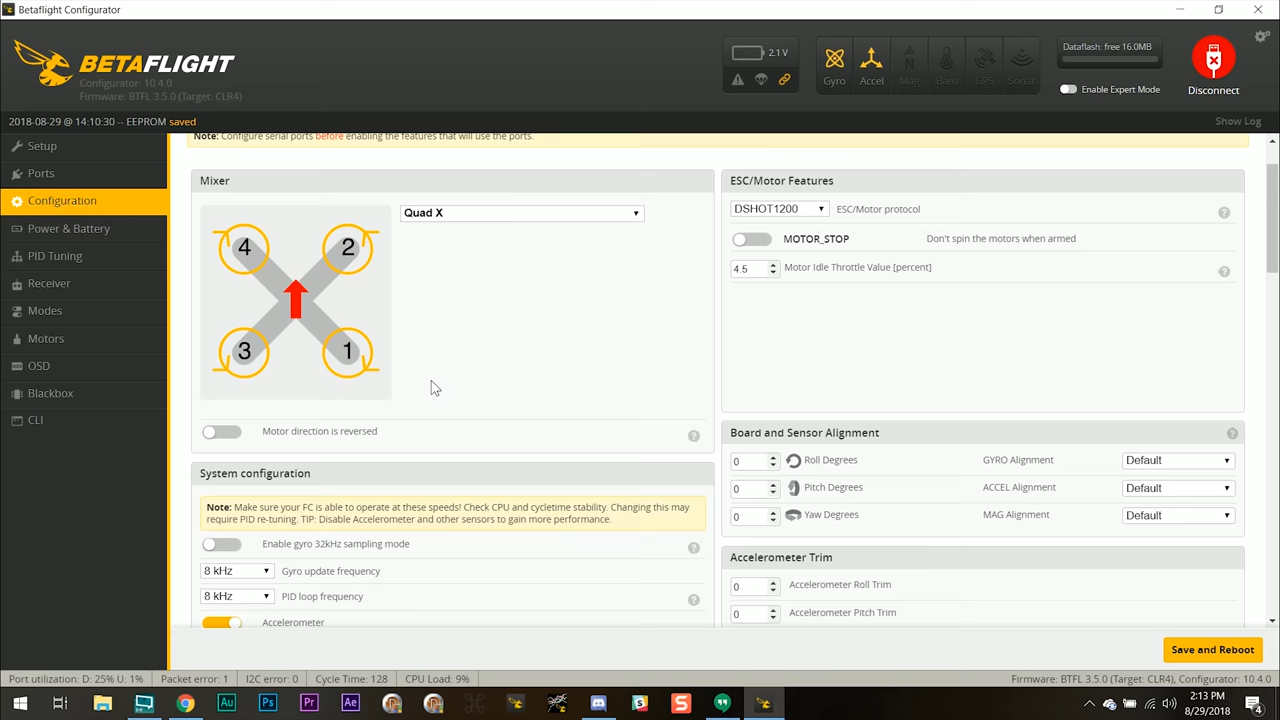 Betaflight Configurator
BETAFLIGHT
Configurator: 10.4.0
Firmware: BTFL 3.5.0 (Target: CLR4)
2.1 V
Gyro
Accel
Mag
Baro
GPS
Sonar
Dataflash: free 16.0MB
Enable Expert Mode
Disconnect
2018-08-29 @ 14:10:30 -- EEPROM saved
Show Log
Setup
Ports
Configuration
Power & Battery
PID Tuning
Receiver
Modes
Motors
OSD
Blackbox
CLI
Note: Configure serial ports before enabling the features that will use the ports.
Mixer
Quad X
4
2
3
1
Motor direction is reversed
?
System configuration
Note: Make sure your FC is able to operate at these speeds! Check CPU and cycletime stability. Changing this may
require PID re-tuning. TIP: Disable Accelerometer and other sensors to gain more performance.
Enable gyro 32kHz sampling mode
?
8 kHz
Gyro update frequency
8 kHz
PID loop frequency
?
Accelerometer
ESC/Motor Features
DSHOT1200
ESC/Motor protocol
?
MOTOR_STOP
Don't spin the motors when armed
4.5
Motor Idle Throttle Value [percent]
?
Board and Sensor Alignment
?
0
Roll Degrees
GYRO Alignment
Default
0
Pitch Degrees
ACCEL Alignment
Default
0
Yaw Degrees
MAG Alignment
Default
Accelerometer Trim
0
Accelerometer Roll Trim
0
Accelerometer Pitch Trim
Save and Reboot
Port utilization: D: 25% U: 1%
Packet error: 1
I2C error: 0
Cycle Time: 128
CPU Load: 9%
Firmware: BTFL 3.5.0 (Target: CLR4), Configurator: 10.4.0
Au
Ps
Pr
Ae
S
2:13 PM
8/29/2018
4